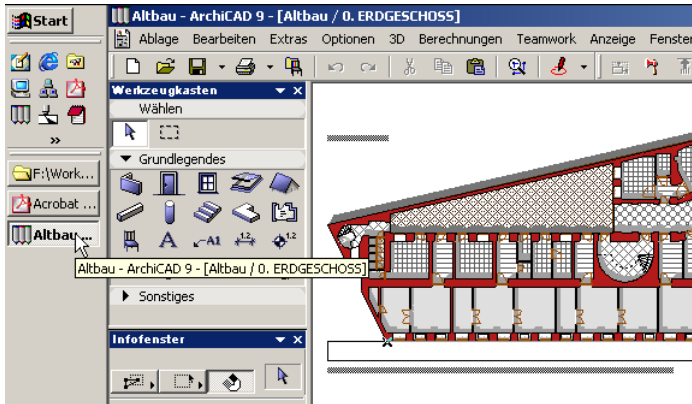 Start
Altbau - ArchiCAD 9 - [Altbau / 0. ERDGESCHOSS]
Ablage Bearbeiten Extras Optionen 3D Berechnungen Teamwork Anzeige Fenster
Werkzeugkasten
Wählen
Grundlegendes
»
F:\Work...
Acrobat ...
Altbau ...
A A1 1,2 1,2
Altbau - ArchiCAD 9 - [Altbau / 0. ERDGESCHOSS]
Sonstiges
Infofenster